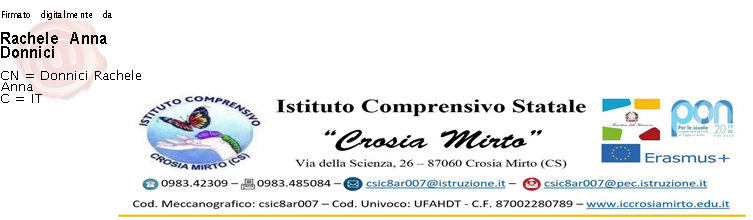 Firmato digitalmente da
Rachele Anna
Donnici
CN = Donnici Rachele
Anna
C = IT
ISTITUTO COMPRENSIVO
CROSIA MIRTO (CS)
Istituto Comprensivo Statale
“Crosia Mirto”
Via della Scienza, 26 – 87060 Crosia Mirto (CS)
pon
Per la scuola
20
Erasmus+
0983.42309 – 0983.485084 – csic8ar007@istruzione.it – csic8ar007@pec.istruzione.it
Cod. Meccanografico: csic8ar007 – Cod. Univoco: UFAHDT - C.F. 87002280789 – www.iccrosiamirto.edu.it